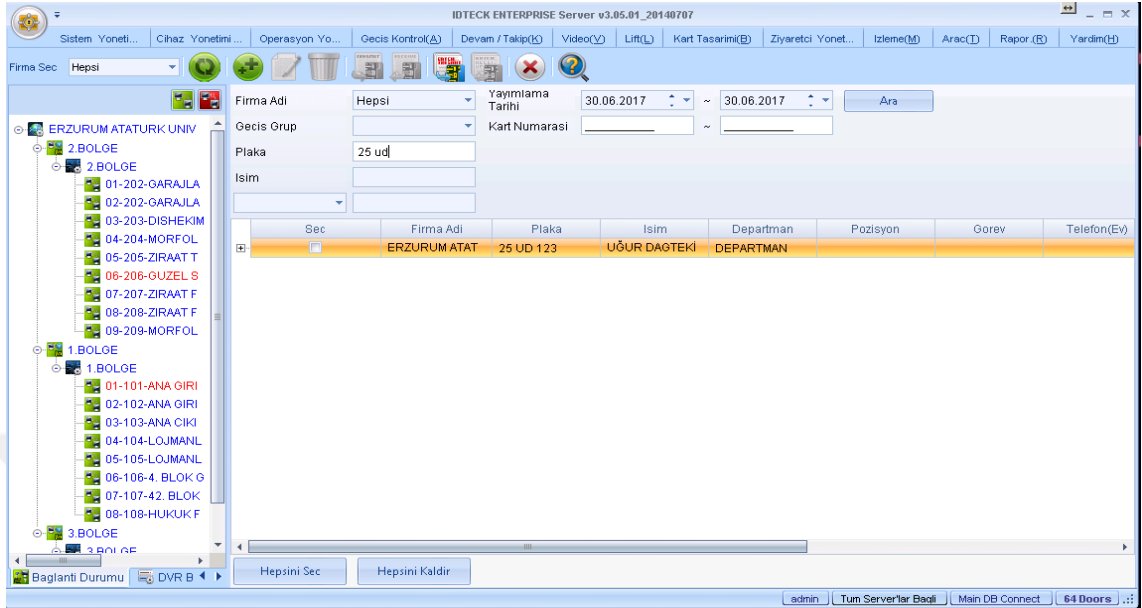 IDTECK ENTERPRISE Server v3.05.01_20140707
Sistem Yoneti... Cihaz Yonetimi... Operasyon Yo... Gecis Kontrol(A) Devam / Takip(K) Video(V) Lift(L) Kart Tasarimi(B) Ziyaretci Yonet... Izleme(M) Arac(T) Rapor.(R) Yardim(H)
Firma Sec Hepsi
Firma Adi Hepsi Yayımlama Tarihi 30.06.2017 ~ 30.06.2017 Ara
Gecis Grup Kart Numarasi ~
Plaka 25 ud
Isim
Sec Firma Adi Plaka Isim Departman Pozisyon Gorev Telefon(Ev)
ERZURUM ATAT 25 UD 123 UĞUR DAGTEKİ DEPARTMAN
ERZURUM ATATURK UNIV
2.BOLGE
2.BOLGE
01-202-GARAJLA
02-202-GARAJLA
03-203-DISHEKIM
04-204-MORFOL
05-205-ZIRAAT T
06-206-GUZEL S
07-207-ZIRAAT F
08-208-ZIRAAT F
09-209-MORFOL
1.BOLGE
1.BOLGE
01-101-ANA GIRI
02-102-ANA GIRI
03-103-ANA CIKI
04-104-LOJMANL
05-105-LOJMANL
06-106-4. BLOK G
07-107-42. BLOK
08-108-HUKUK F
3.BOLGE
3.BOLGE
Hepsini Sec Hepsini Kaldir
Baglanti Durumu DVR B
admin Tum Server'lar Bagli Main DB Connect 64 Doors